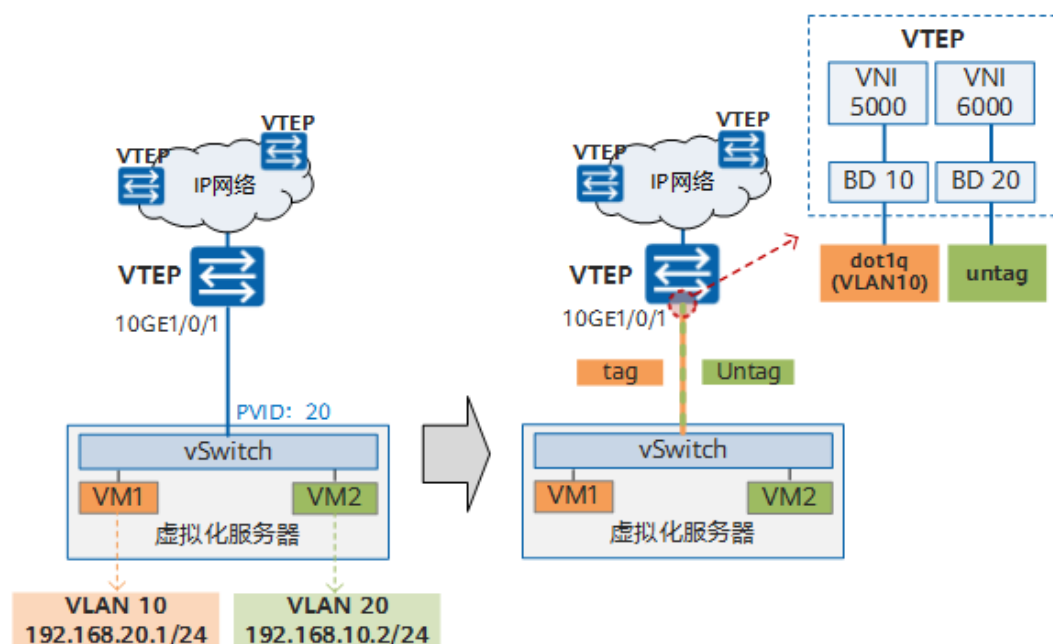 VTEP
VTEP
IP网络
VTEP
10GE1/0/1
PVID：20
vSwitch
VM1
VM2
虚拟化服务器
VLAN 10
192.168.20.1/24
VLAN 20
192.168.10.2/24
VTEP
VNI
5000
VNI
6000
BD 10
BD 20
dot1q
(VLAN10)
untag
VTEP
VTEP
IP网络
VTEP
10GE1/0/1
tag
Untag
vSwitch
VM1
VM2
虚拟化服务器